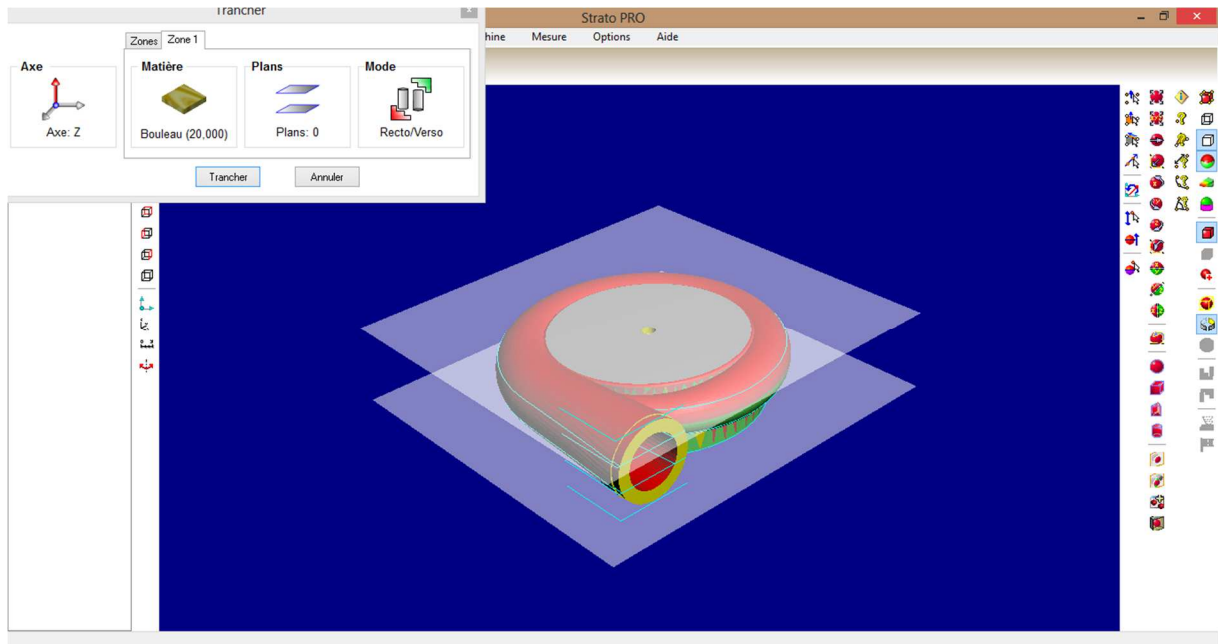 Trancher
Strato PRO
hine Mesure Options Aide
Zones Zone 1
Axe
Matière
Plans
Mode
Axe: Z
Bouleau (20,000)
Plans: 0
Recto/Verso
Trancher
Annuler